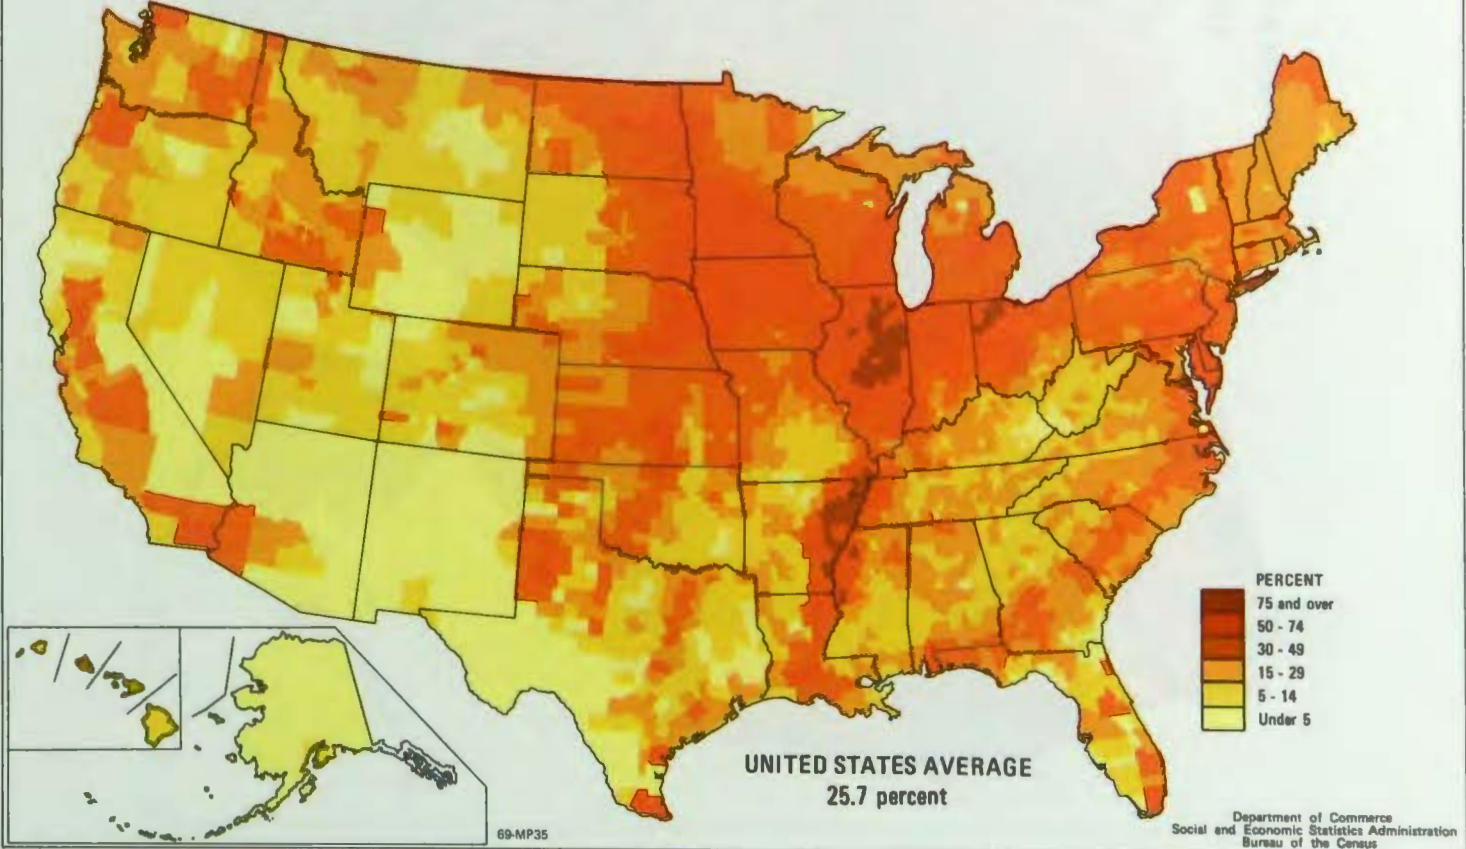 PERCENT
75 and over
50 - 74
30 - 49
15 - 29
5 - 14
Under 5
UNITED STATES AVERAGE
25.7 percent
69-MP35
Department of Commerce
Social and Economic Statistics Administration
Bureau of the Census